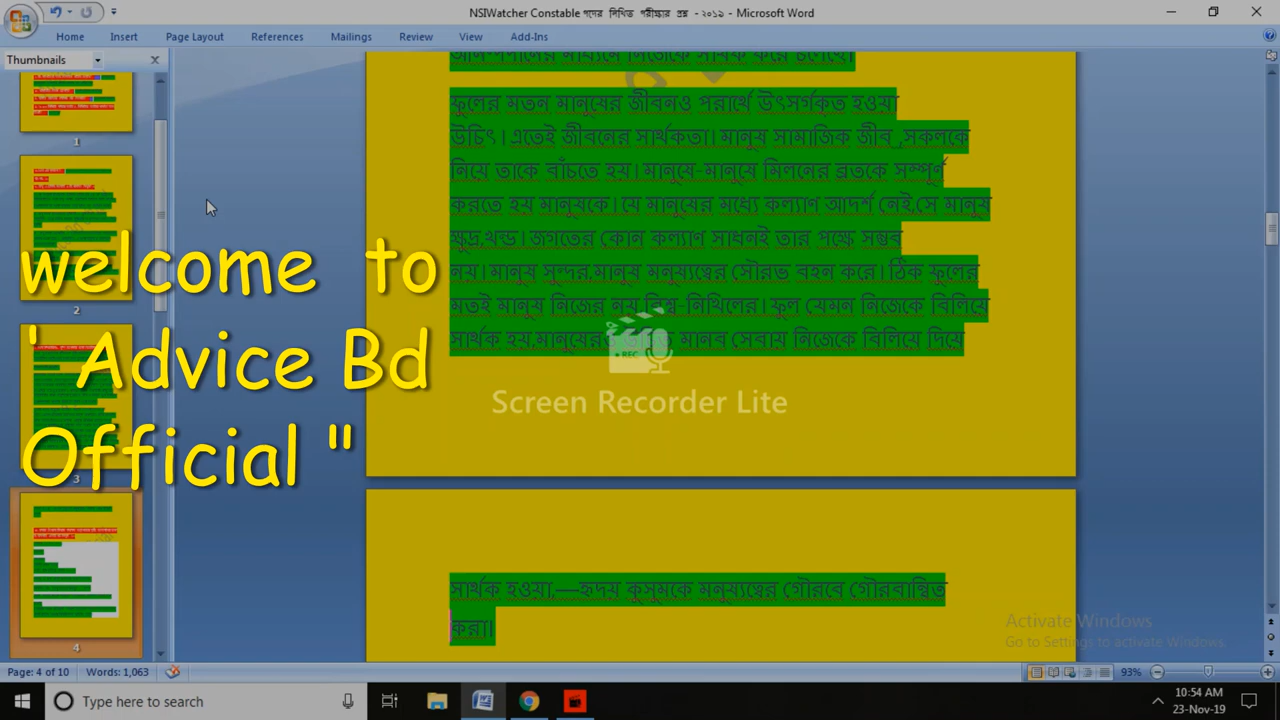 NSIWatcher Constable পদের লিখিত পরীক্ষার প্রশ্ন - ২০১৯ - Microsoft Word
Home Insert Page Layout References Mailings Review View Add-Ins
Thumbnails
ফুলের মতন মানুষের জীবনও পরার্থে উৎসর্গকৃত হওযা
উচিৎ। এতেই জীবনের সার্থকতা। মানুষ সামাজিক জীব ,সকলকে
নিযে তাকে বাঁচতে হয। মানুষে-মানুষে মিলনের ব্রতকে সম্পূর্ণ
করতে হয মানুষকে। যে মানুষের মধ্যে কল্যাণ আদর্শ নেই,সে মানুষ
ক্ষুদ্র,খন্ড। জগতের কোন কল্যাণ সাধনই তার পক্ষে সম্ভব
নয। মানুষ সুন্দর,মানুষ মনুষ্যত্বের সৌরভ বহন করে। ঠিক ফুলের
মতই মানুষ নিজের নয,বিশ্ব-নিখিলের। ফুল যেমন নিজেকে বিলিযে
সার্থক হয,মানুষেরও মানব সেবায নিজেকে বিলিযে দিযে
welcome to
' Advice Bd
Official "
REC
Screen Recorder Lite
সার্থক হওযা,—হৃদয কুসুমকে মনুষ্যত্বের গৌরবে গৌরবান্বিত
করা।
1
2
3
4
Activate Windows
Go to Settings to activate Windows.
Page: 4 of 10 Words: 1,063 93%
Type here to search
10:54 AM
23-Nov-19